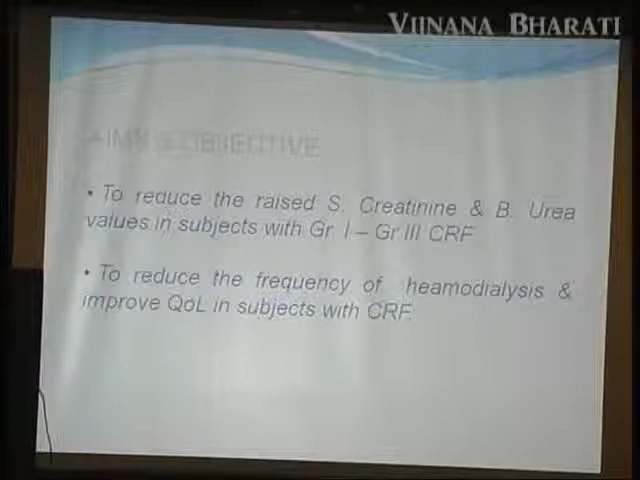 VIJNANA BHARATI
AIMS & OBJECTIVE
• To reduce the raised S. Creatinine & B. Urea
values in subjects with Gr I – Gr III CRF
• To reduce the frequency of heamodialysis &
improve QoL in subjects with CRF.